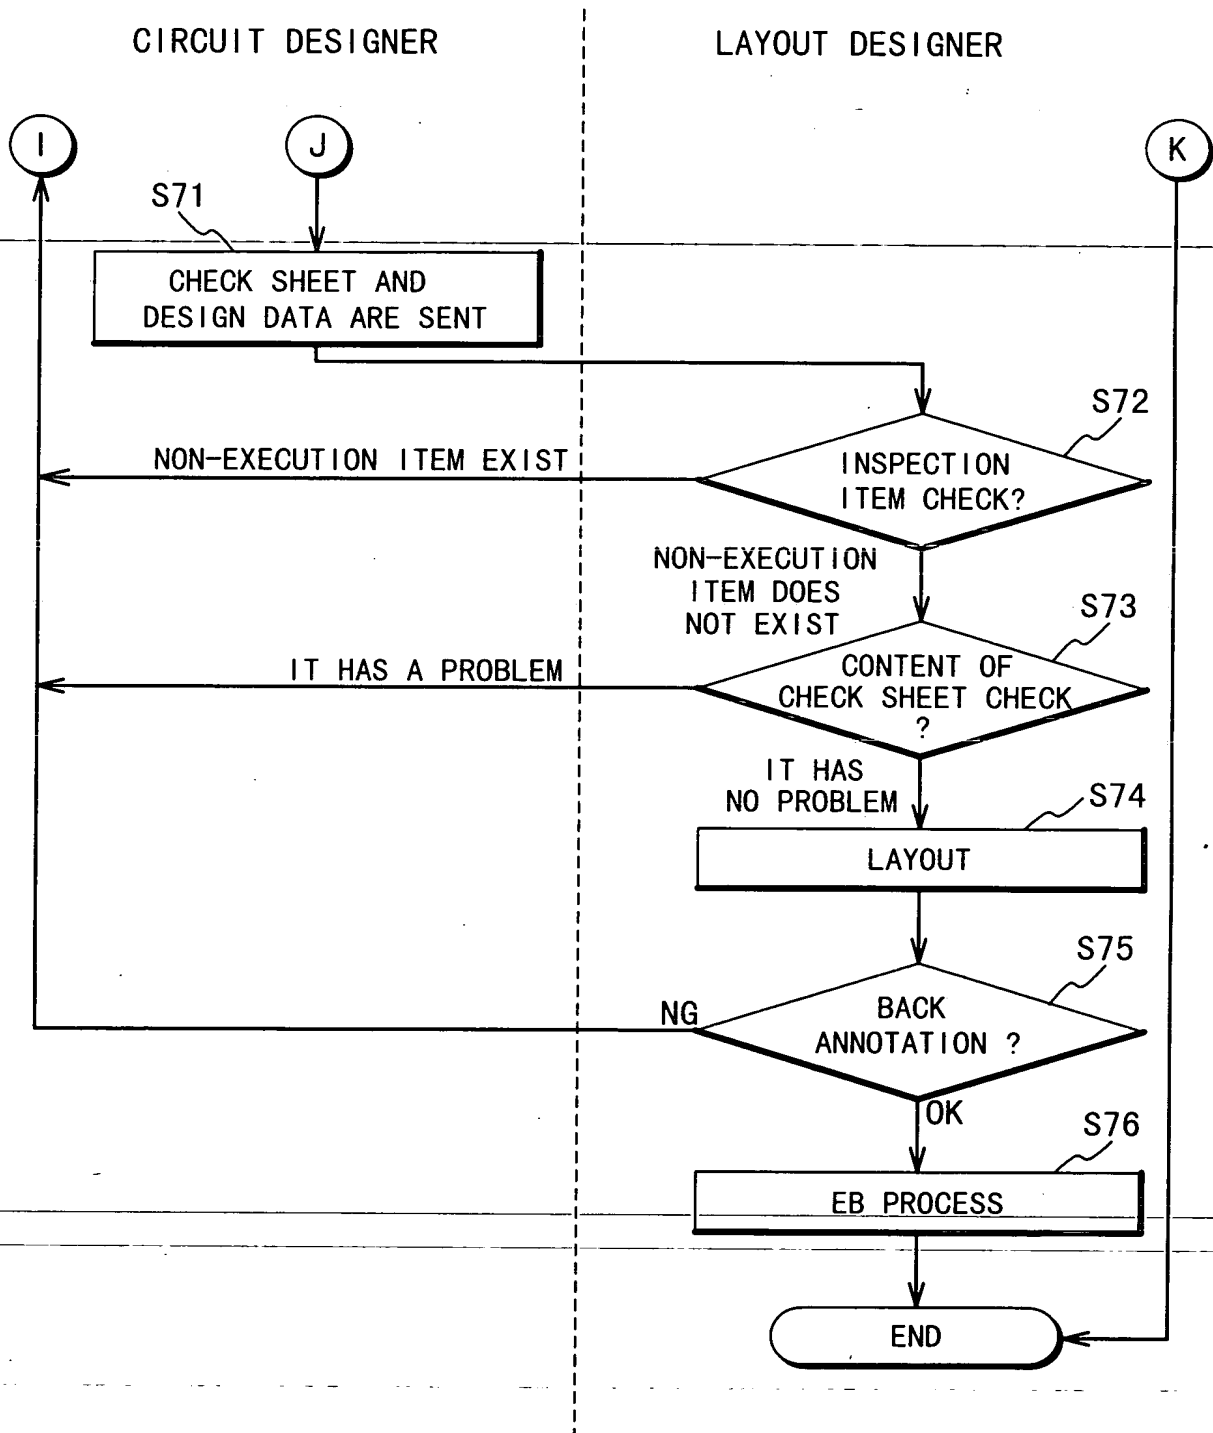 CIRCUIT DESIGNER
LAYOUT DESIGNER
I
J
K
S71
CHECK SHEET AND
DESIGN DATA ARE SENT
S72
INSPECTION
ITEM CHECK?
NON-EXECUTION ITEM EXIST
NON-EXECUTION
ITEM DOES
NOT EXIST
S73
CONTENT OF
CHECK SHEET CHECK
?
IT HAS A PROBLEM
IT HAS
NO PROBLEM
S74
LAYOUT
S75
BACK
ANNOTATION ?
NG
OK
S76
EB PROCESS
END